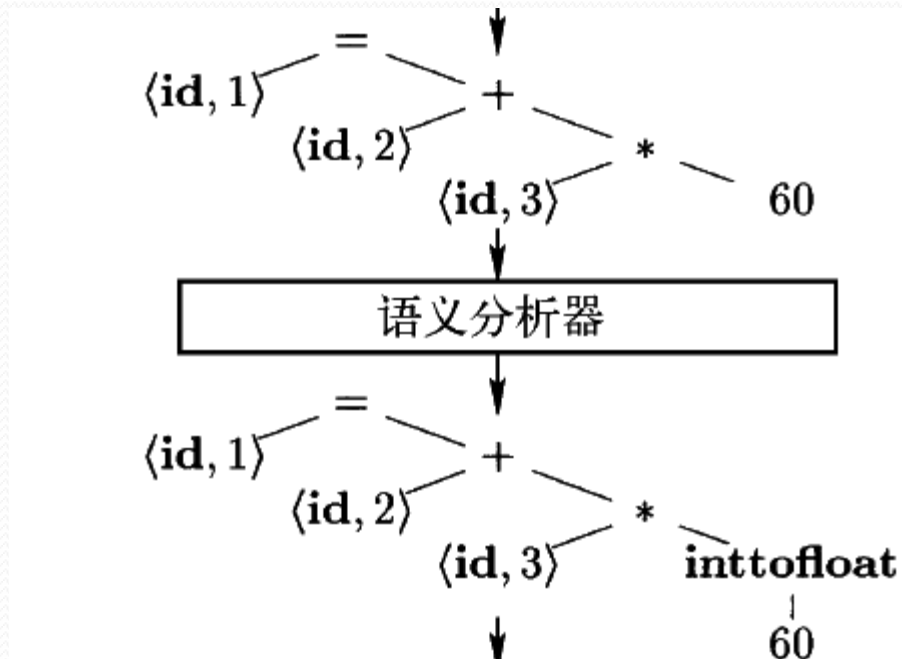 =
⟨id, 1⟩
+
⟨id, 2⟩
*
⟨id, 3⟩
60
语义分析器
=
⟨id, 1⟩
+
⟨id, 2⟩
*
⟨id, 3⟩
inttofloat
60